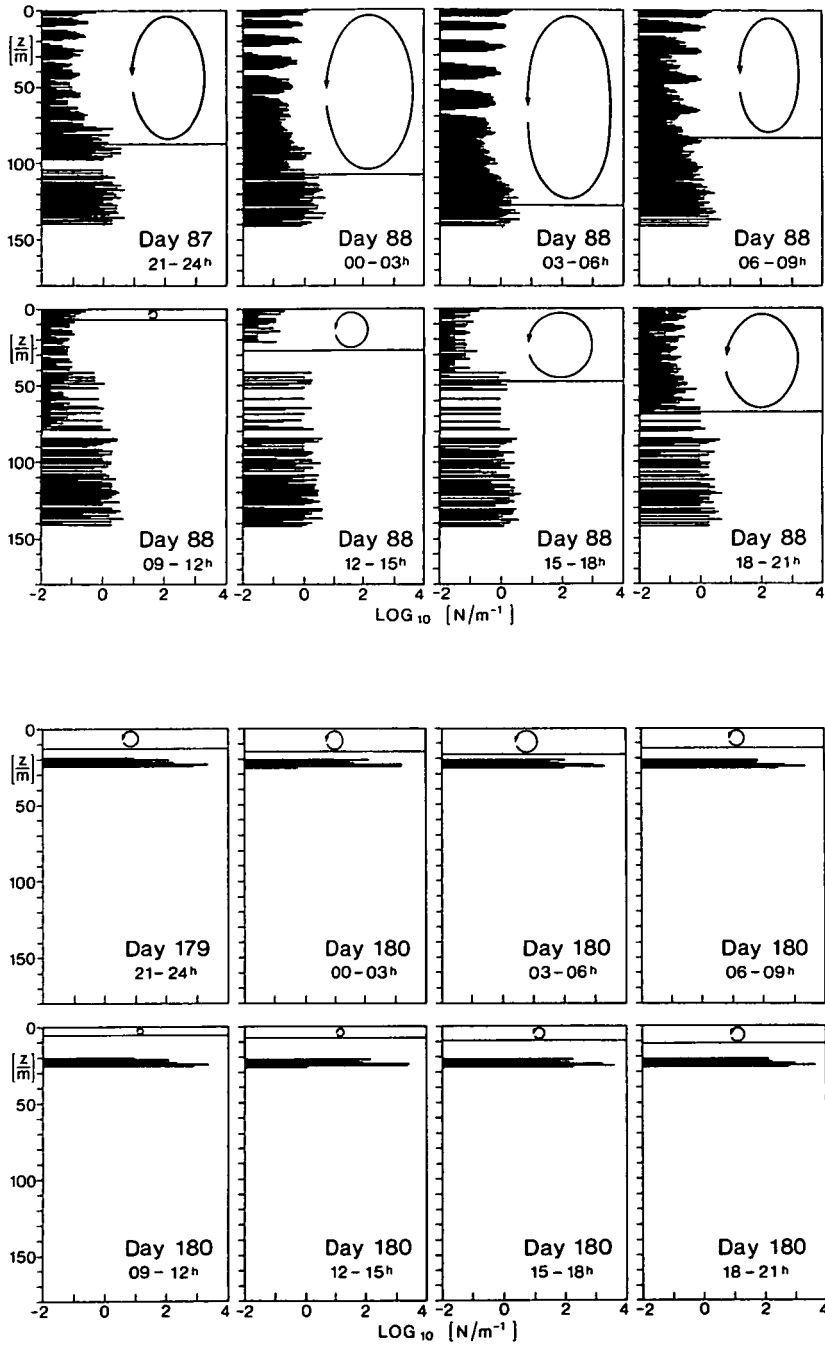 0
50
100
150
[z/m]
Day 87
21–24h
Day 88
00–03h
Day 88
03–06h
Day 88
06–09h
0
50
100
150
[z/m]
Day 88
09–12h
Day 88
12–15h
Day 88
15–18h
Day 88
18–21h
-2 0 2 4 -2 0 2 4 -2 0 2 4 -2 0 2 4
LOG10 [N/m-1]
0
50
100
150
[z/m]
Day 179
21–24h
Day 180
00–03h
Day 180
03–06h
Day 180
06–09h
0
50
100
150
[z/m]
Day 180
09–12h
Day 180
12–15h
Day 180
15–18h
Day 180
18–21h
-2 0 2 4 -2 0 2 4 -2 0 2 4 -2 0 2 4
LOG10 [N/m-1]